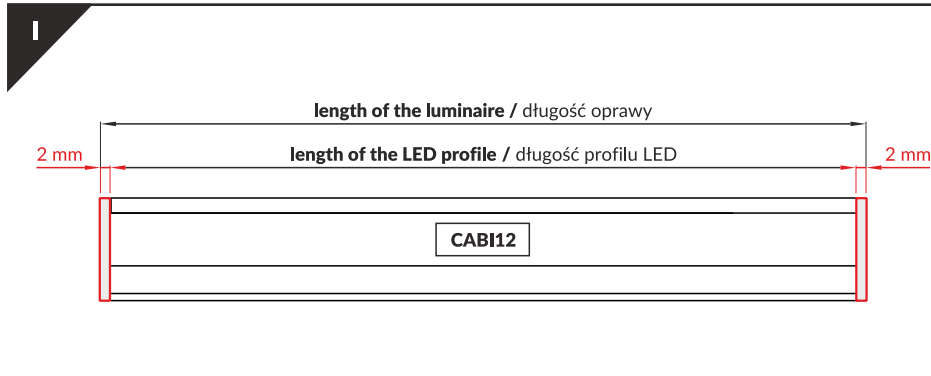 I
length of the luminaire / długość oprawy
2 mm length of the LED profile / długość profilu LED 2 mm
CABI12